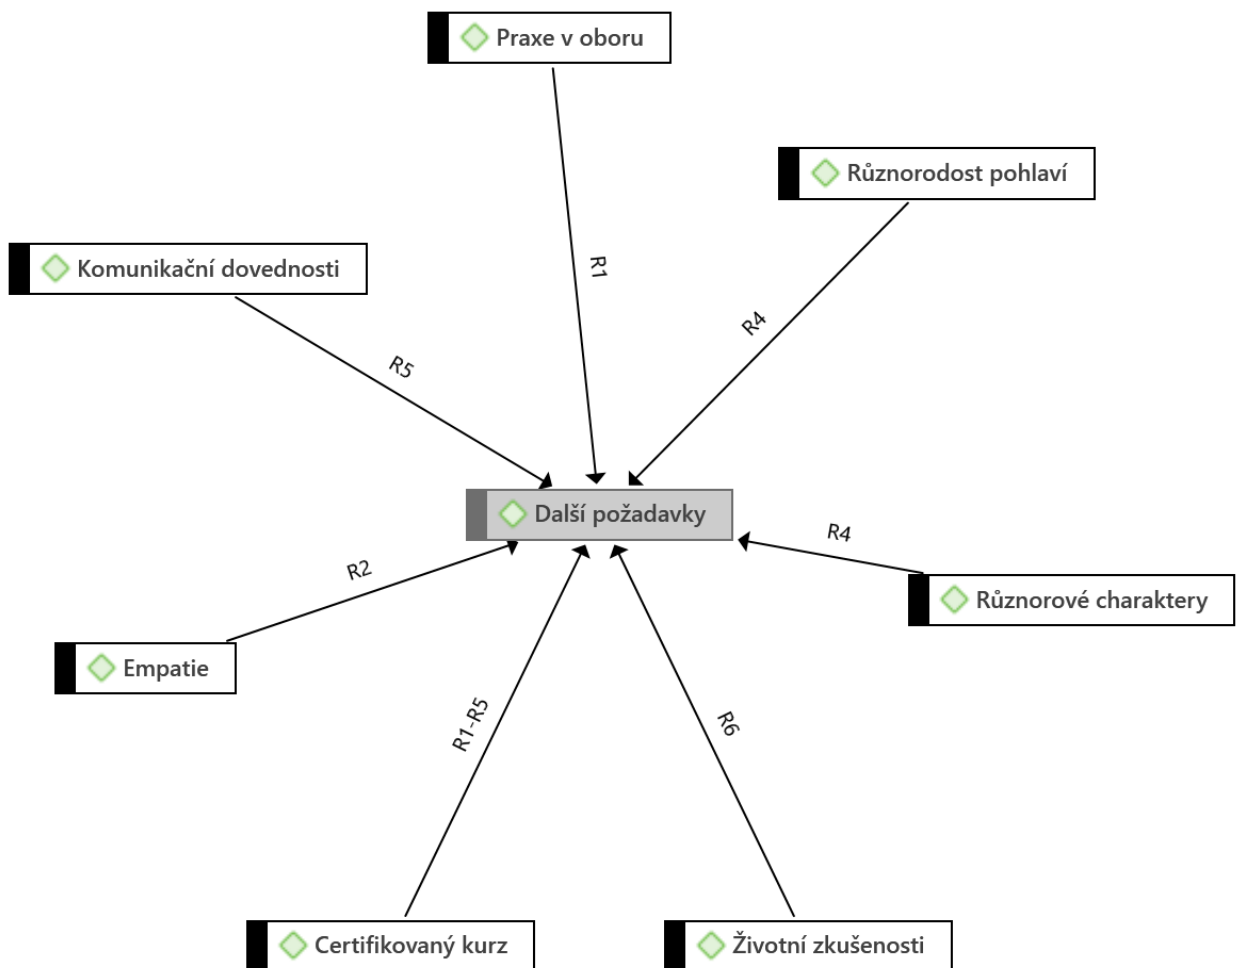 Praxe v oboru
Různorodost pohlaví
R1
Komunikační dovednosti
R4
R5
Další požadavky
R4
R2
Různorové charaktery
Empatie
R1-R5
R6
Certifikovaný kurz
Životní zkušenosti